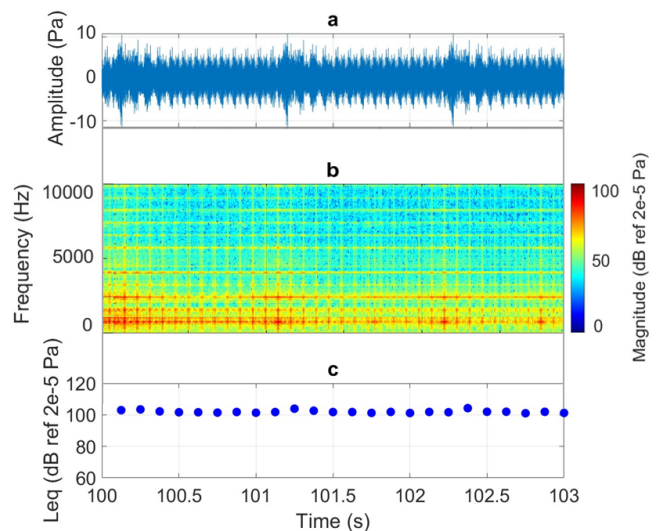 a
Amplitude (Pa)
10
0
-10
b
Frequency (Hz)
10000
5000
0
100
50
0
Magnitude (dB ref 2e-5 Pa)
c
Leq (dB ref 2e-5 Pa)
120
100
80
60
100
100.5
101
101.5
102
102.5
103
Time (s)